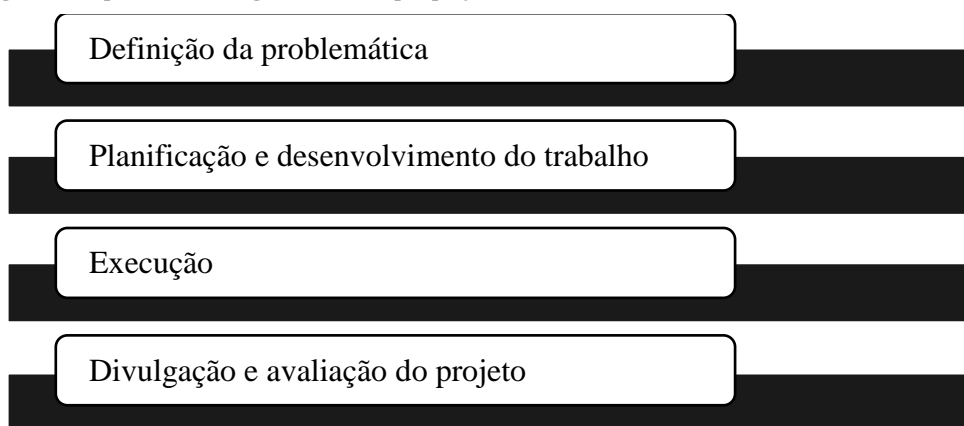 Definição da problemática
Planificação e desenvolvimento do trabalho
Execução
Divulgação e avaliação do projeto